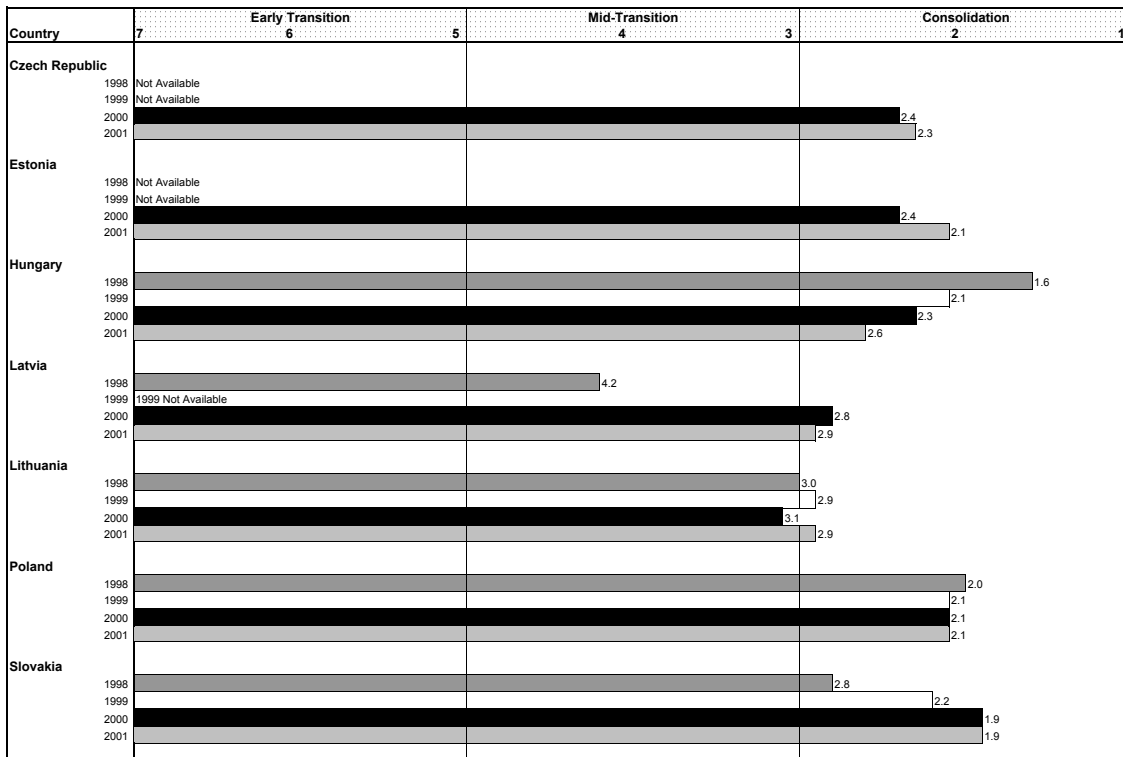 Early Transition Mid-Transition Consolidation
Country 7 6 5 4 3 2 1
Czech Republic
1998 Not Available
1999 Not Available
2000 2.4
2001 2.3
Estonia
1998 Not Available
1999 Not Available
2000 2.4
2001 2.1
Hungary
1998 1.6
1999 2.1
2000 2.3
2001 2.6
Latvia
1998 4.2
1999 1999 Not Available
2000 2.8
2001 2.9
Lithuania
1998 3.0
1999 2.9
2000 3.1
2001 2.9
Poland
1998 2.0
1999 2.1
2000 2.1
2001 2.1
Slovakia
1998 2.8
1999 2.2
2000 1.9
2001 1.9